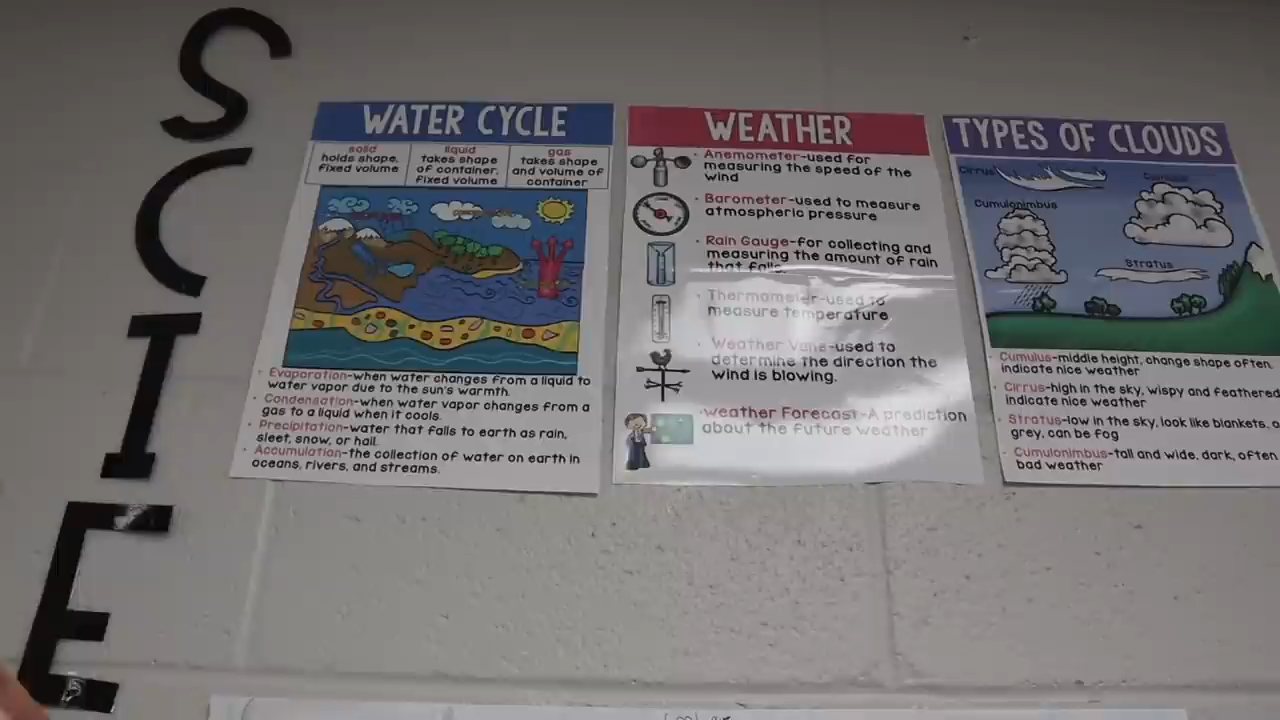 S
C
I
E
WATER CYCLE
solid
holds shape,
fixed volume
liquid
takes shape
of container,
fixed volume
gas
takes shape
and volume of
container
• Evaporation-when water changes from a liquid to
water vapor due to the sun's warmth.
• Condensation-when water vapor changes from a
gas to a liquid when it cools.
• Precipitation-water that falls to earth as rain,
sleet, snow, or hail.
• Accumulation-the collection of water on earth in
oceans, rivers, and streams.
WEATHER
• Anemometer-used for
measuring the speed of the
wind
• Barometer-used to measure
atmospheric pressure
• Rain Gauge-for collecting and
measuring the amount of rain
that falls.
• Thermometer-used to
measure temperature
• Weather Vane-used to
determine the direction the
wind is blowing.
•weather Forecast-A prediction
about the future weather
TYPES OF CLOUDS
Cirrus
Cumulus
Cumulonimbus
Stratus
• Cumulus-middle height, change shape often,
indicate nice weather
• Cirrus-high in the sky, wispy and feathered
indicate nice weather
• Stratus-low in the sky, look like blankets,
grey, can be fog
• Cumulonimbus-tall and wide, dark, often
bad weather